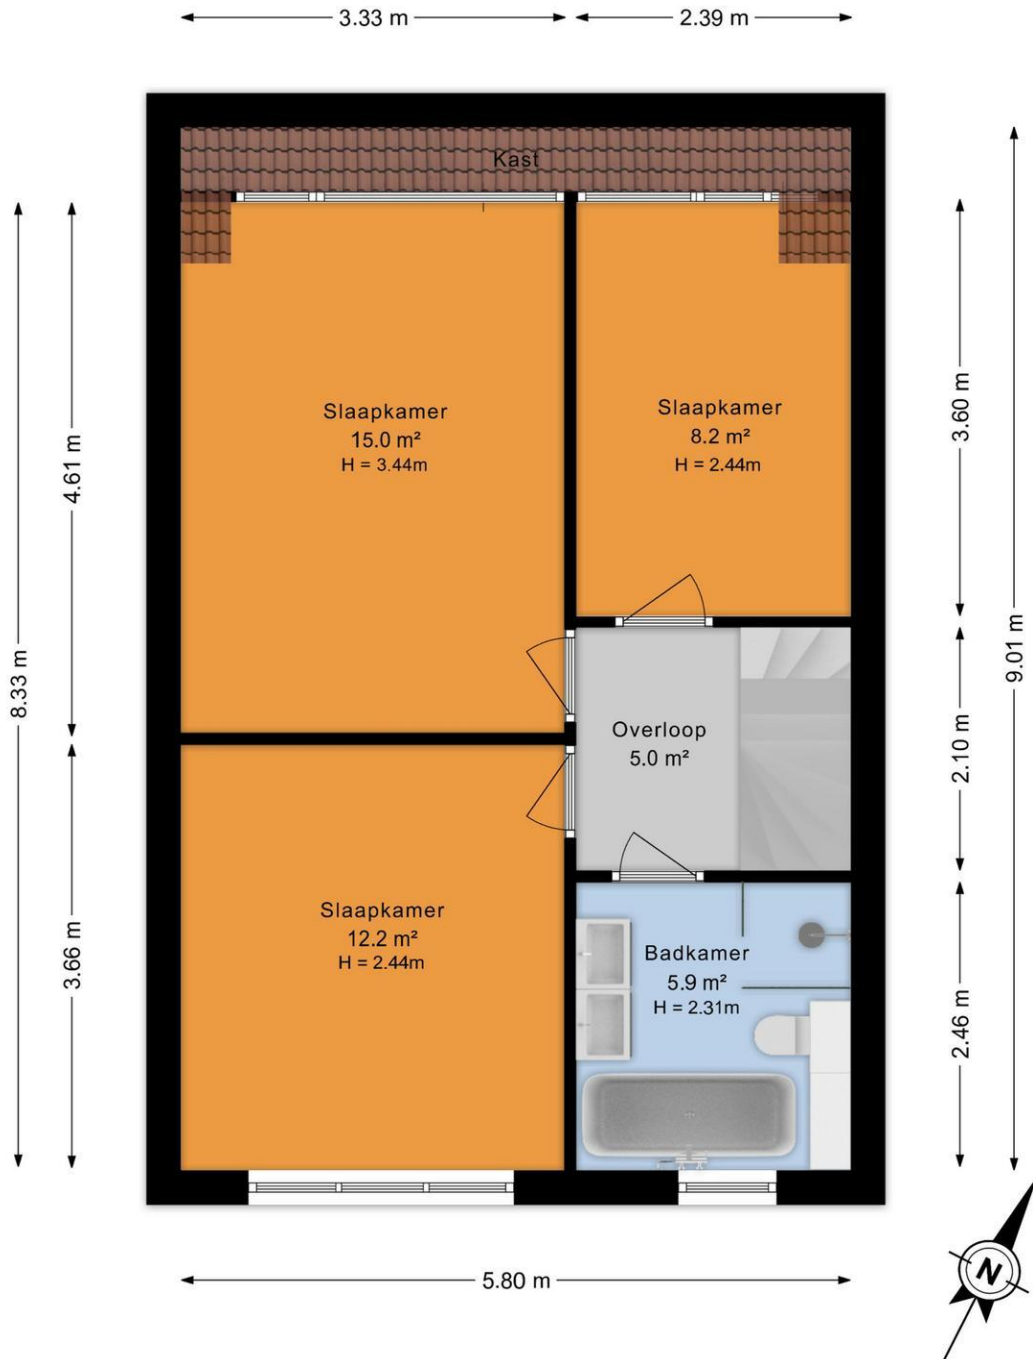 3.33 m
2.39 m
Kast
Slaapkamer
15.0 m²
H = 3.44m
Slaapkamer
8.2 m²
H = 2.44m
4.61 m
3.60 m
8.33 m
9.01 m
Overloop
5.0 m²
2.10 m
Slaapkamer
12.2 m²
H = 2.44m
Badkamer
5.9 m²
H = 2.31m
3.66 m
2.46 m
5.80 m
N